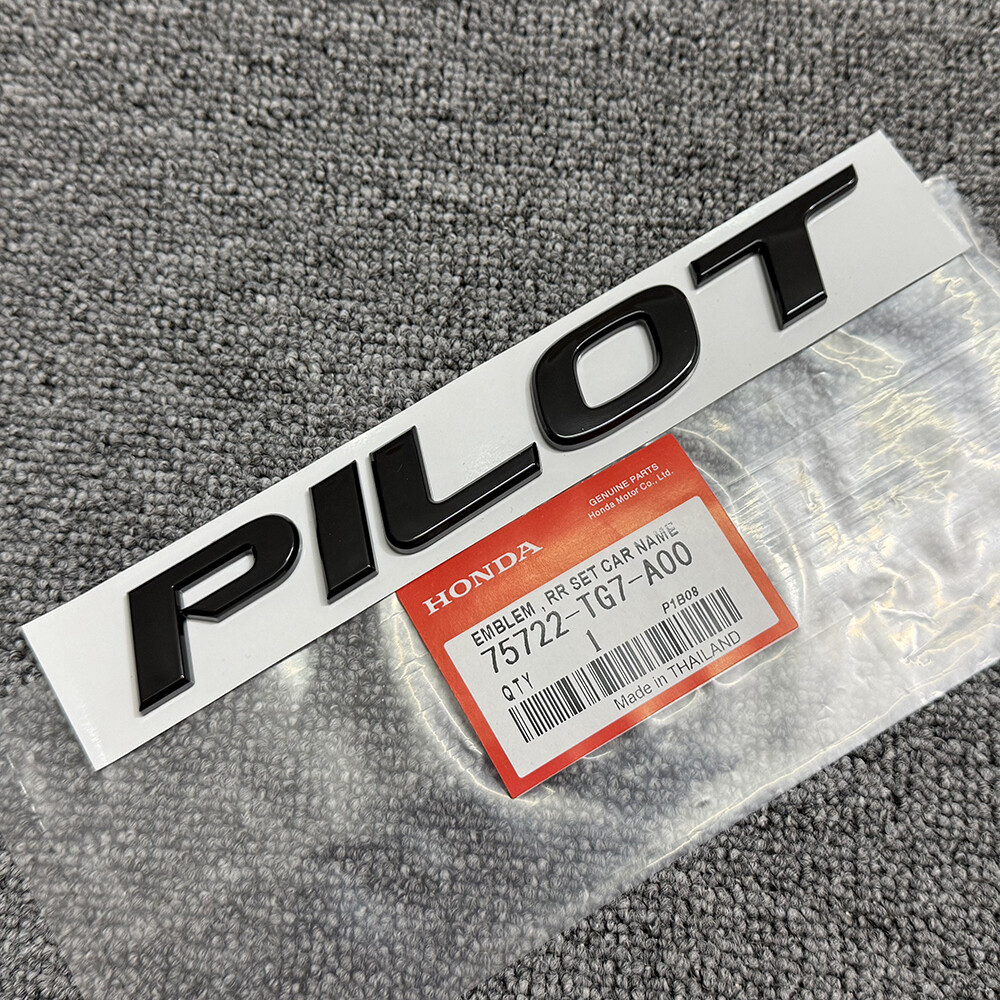 PILOT
GENUINE PARTS
Honda Motor Co., Ltd.
HONDA
EMBLEM , RR SET CAR NAME
75722-TG7-A00
P1B08
QTY 1
Made in THAILAND